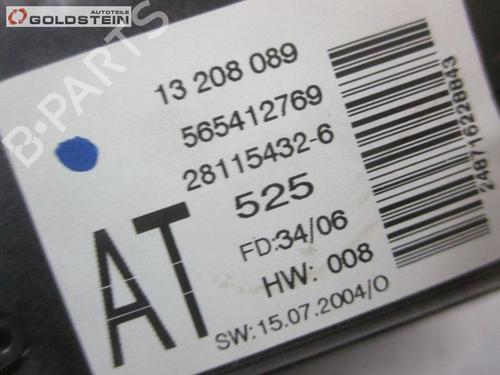 AUTOTEILE
GOLDSTEIN
B-PARTS
13 208 089
565412769
28115432-6
525
AT
FD:34/06
HW: 008
SW:15.07.2004/O
248716228843